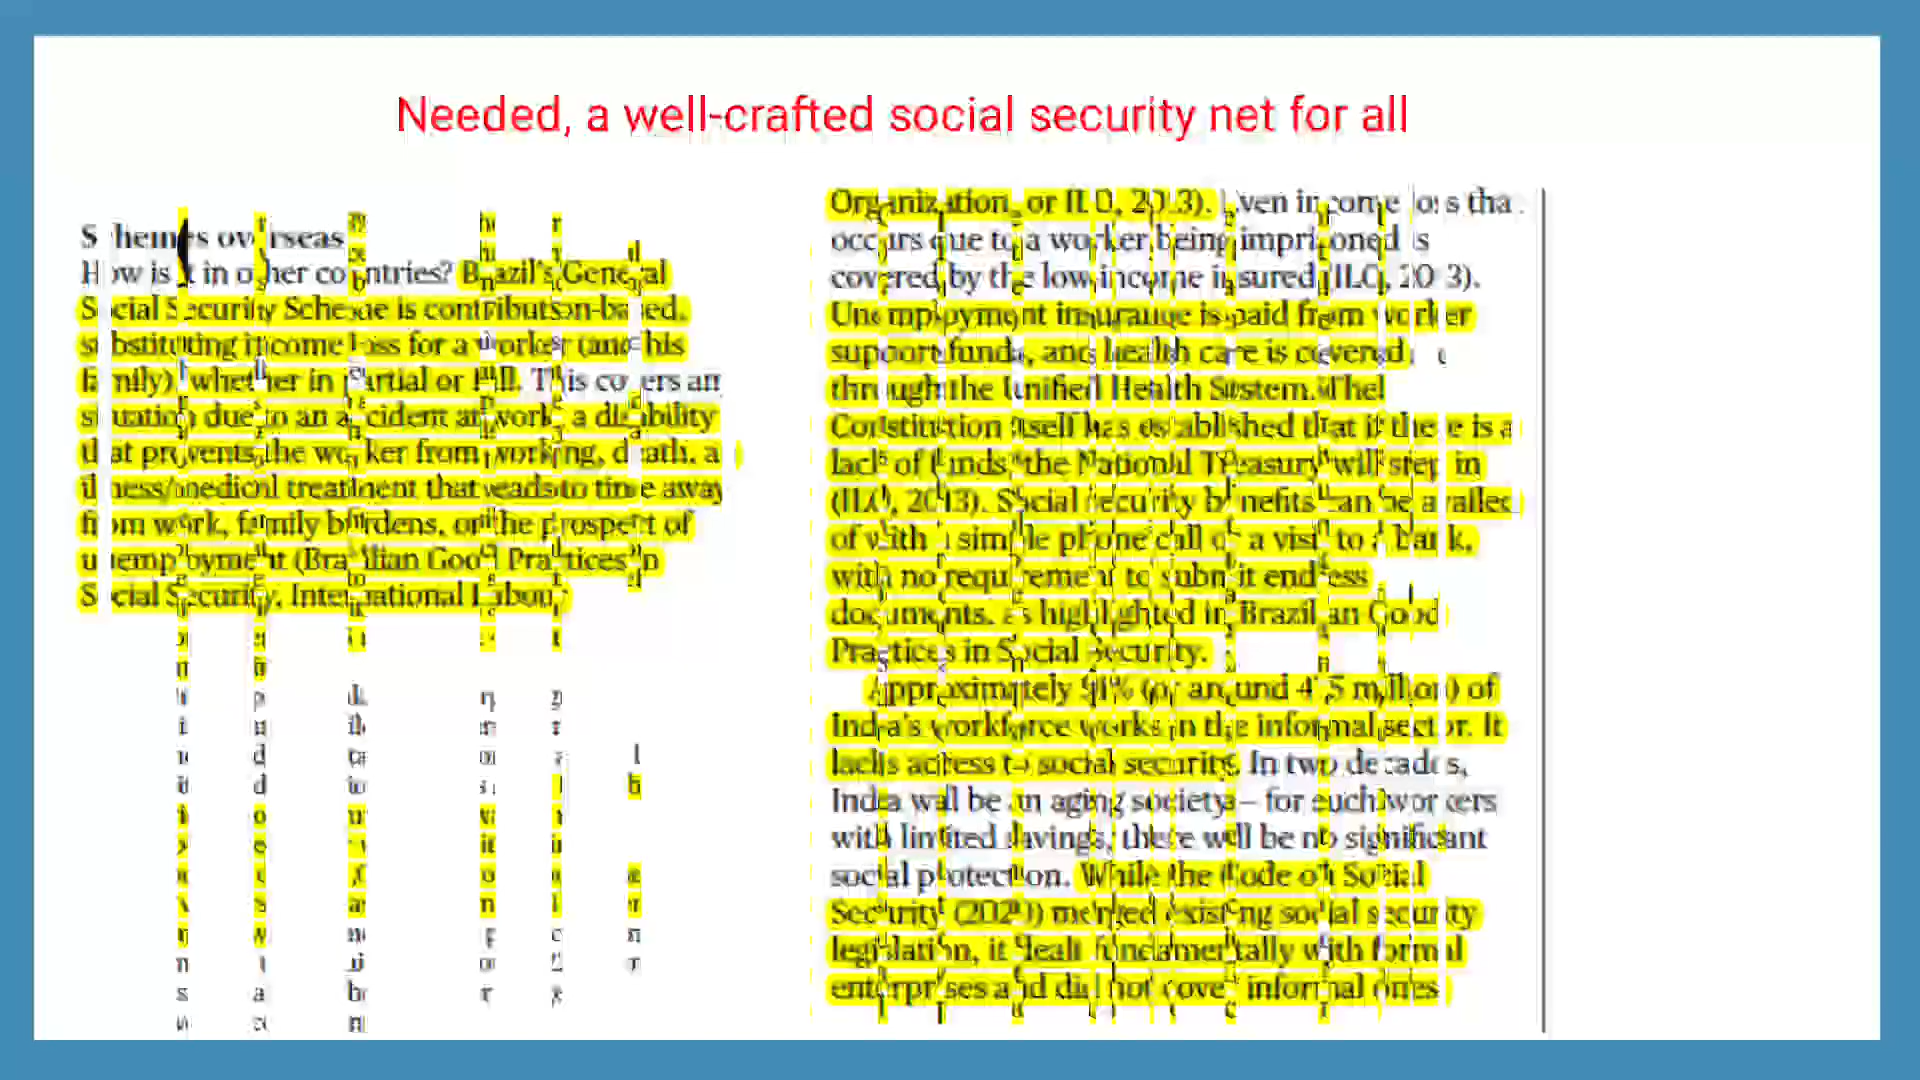 Needed, a well-crafted social security net for all
Schemes overseas
How is it in other countries? Brazil's General
Social Security Scheme is contribution-based,
substituting income loss for a worker (and his
family), whether in partial or full. This covers an
situation due to an accident at work, a disability
that prevents the worker from working, death, a
illness/medical treatment that leads to time away
from work, family burdens, or the prospect of
unemployment (Brazilian Good Practices in
Social Security, International Labour
Organization, or ILO, 2013). Even income loss tha
occurs due to a worker being imprisoned is
covered by the low-income insured (ILO, 2013).
Unemployment insurance is paid from worker
support funds, and health care is covered
through the Unified Health System. The
Constitution itself has established that if there is a
lack of funds, the National Treasury will step in
(ILO, 2013). Social security benefits can be availed
of with a simple phone call or a visit to a bank,
with no requirement to submit endless
documents, as highlighted in Brazilian Good
Practices in Social Security.
Approximately 91% (or around 475 million) of
India's workforce works in the informal sector. It
lacks access to social security. In two decades,
India will be an aging society – for such workers
with limited savings, there will be no significant
social protection. While the Code on Social
Security (2020) merged existing social security
legislation, it dealt fundamentally with formal
enterprises and did not cover informal ones